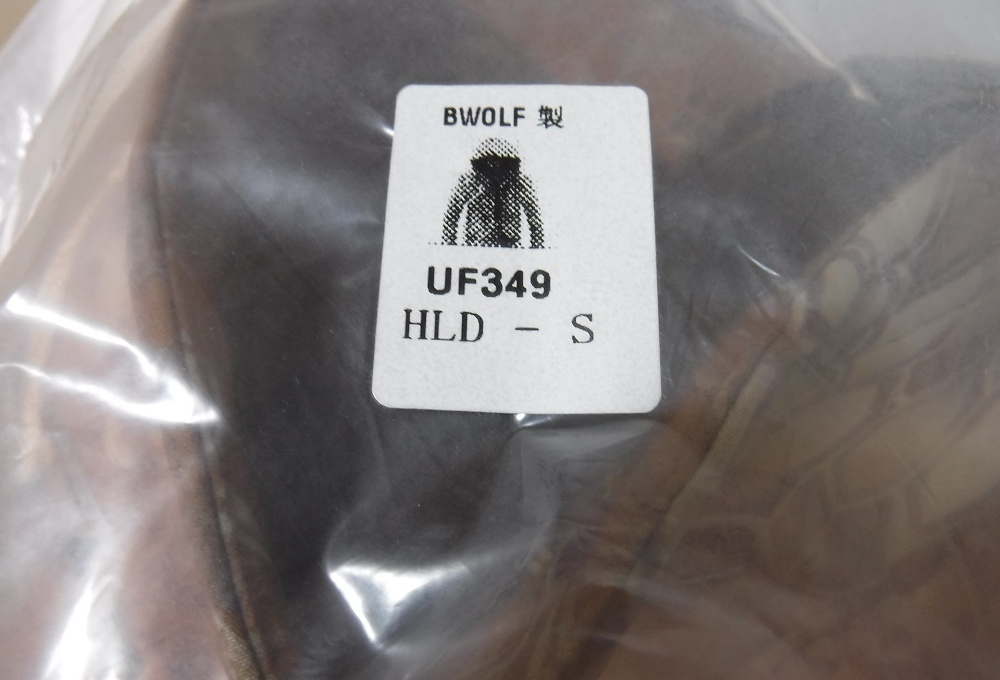 BWOLF 製
UF349
HLD - S